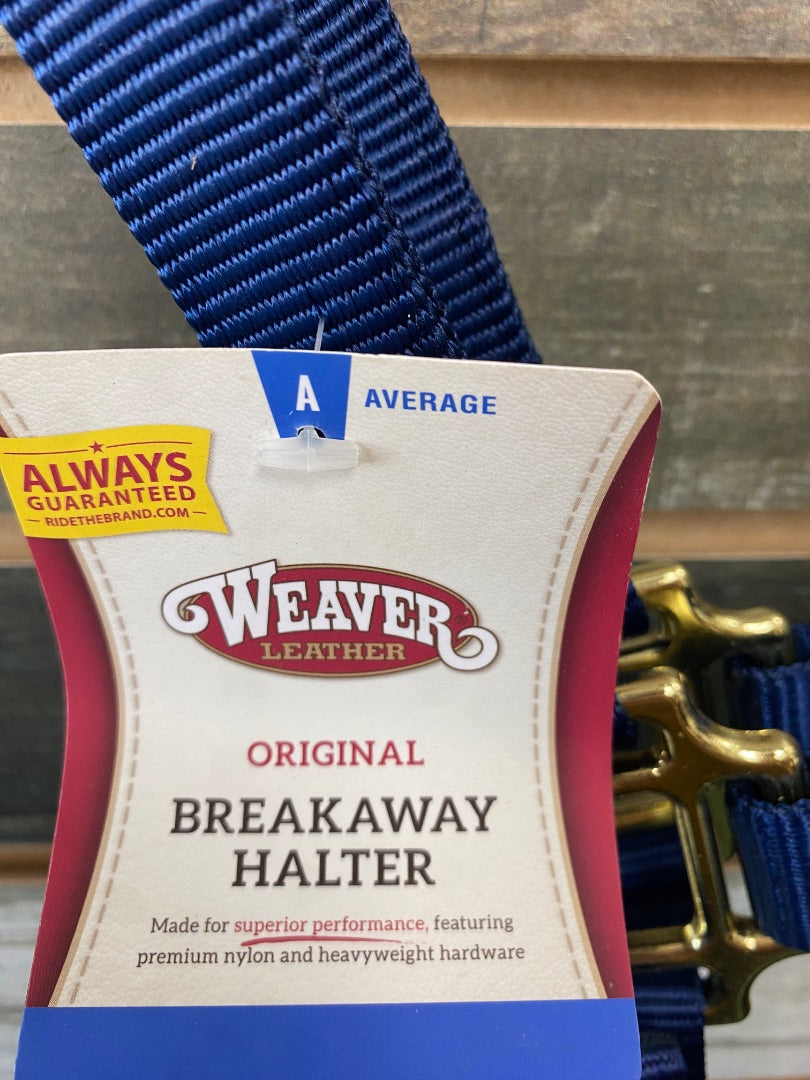 A AVERAGE
ALWAYS
GUARANTEED
RIDETHEBRAND.COM
WEAVER
LEATHER
ORIGINAL
BREAKAWAY
HALTER
Made for superior performance, featuring
premium nylon and heavyweight hardware